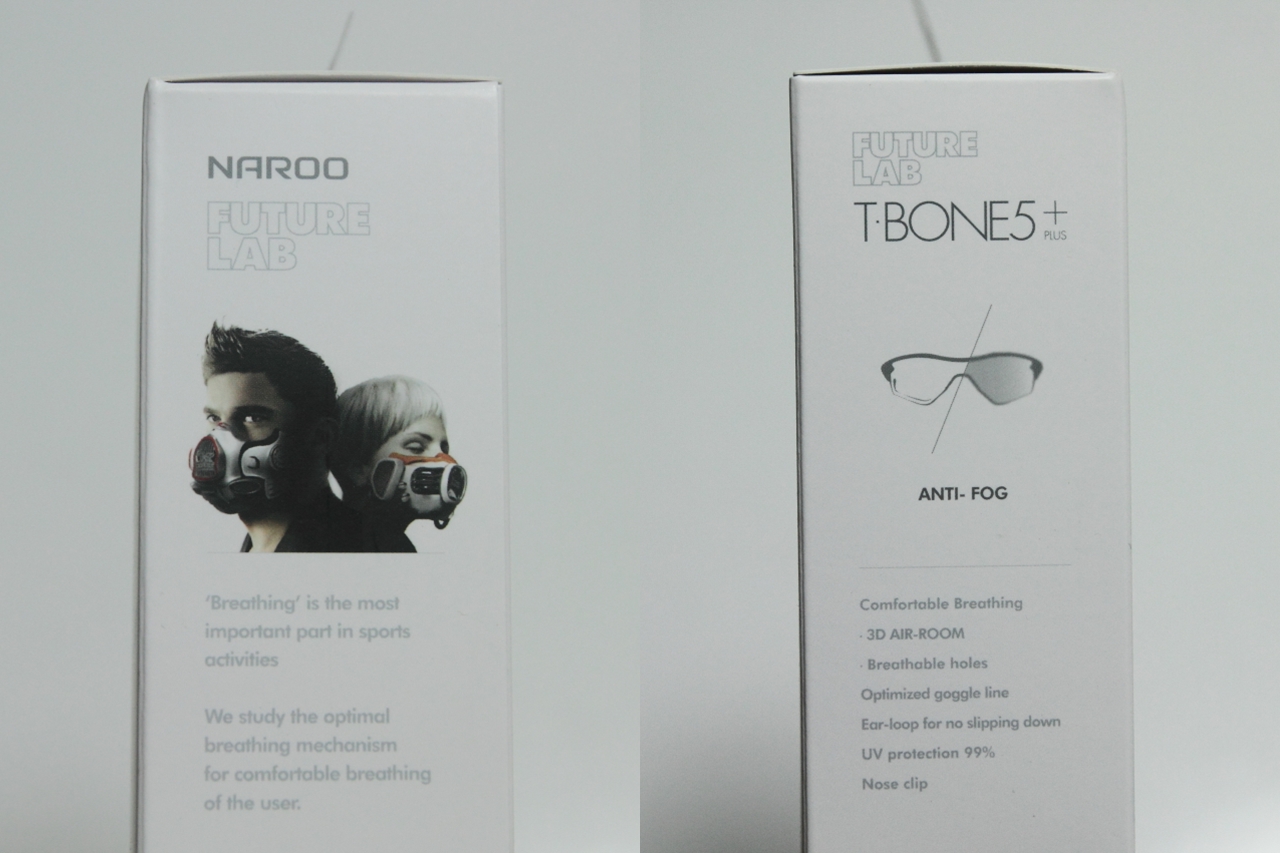 NAROO
FUTURE
LAB
'Breathing' is the most
important part in sports
activities
We study the optimal
breathing mechanism
for comfortable breathing
of the user.
FUTURE
LAB
T·BONE5+
PLUS
ANTI- FOG
Comfortable Breathing
· 3D AIR-ROOM
· Breathable holes
Optimized goggle line
Ear-loop for no slipping down
UV protection 99%
Nose clip